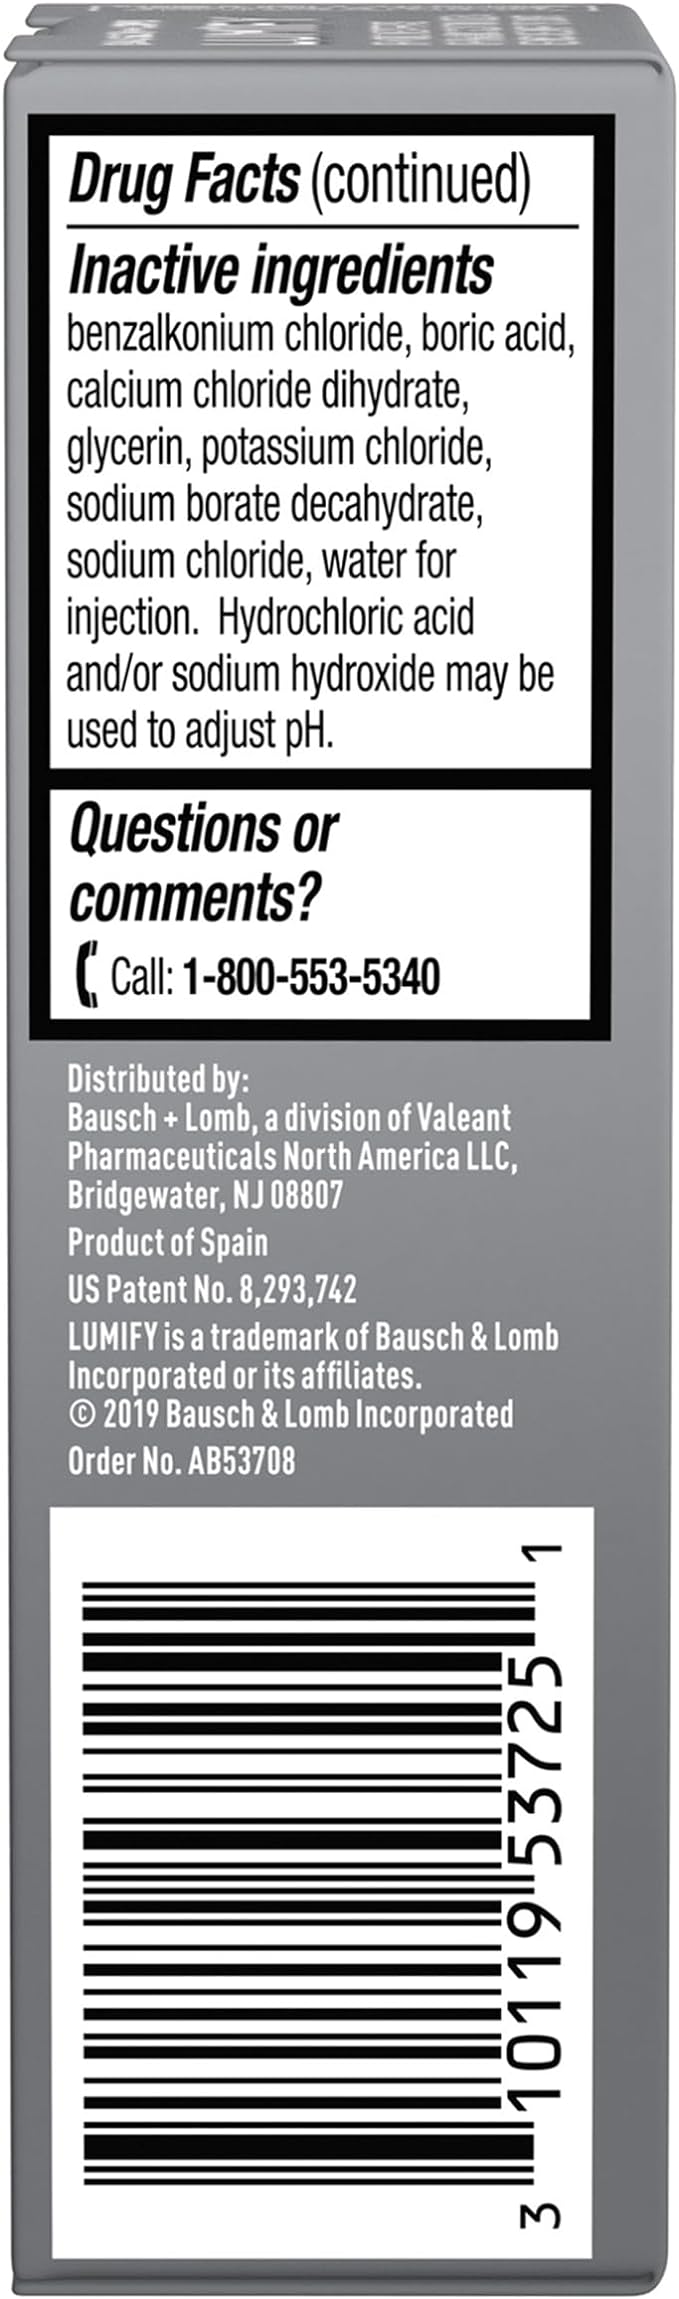 Drug Facts (continued)
Inactive ingredients
benzalkonium chloride, boric acid,
calcium chloride dihydrate,
glycerin, potassium chloride,
sodium borate decahydrate,
sodium chloride, water for
injection.  Hydrochloric acid
and/or sodium hydroxide may be
used to adjust pH.
Questions or
comments?
Call: 1-800-553-5340
Distributed by:
Bausch + Lomb, a division of Valeant
Pharmaceuticals North America LLC,
Bridgewater, NJ 08807
Product of Spain
US Patent No. 8,293,742
LUMIFY is a trademark of Bausch & Lomb
Incorporated or its affiliates.
© 2019 Bausch & Lomb Incorporated
Order No. AB53708
3 10119 53725 1